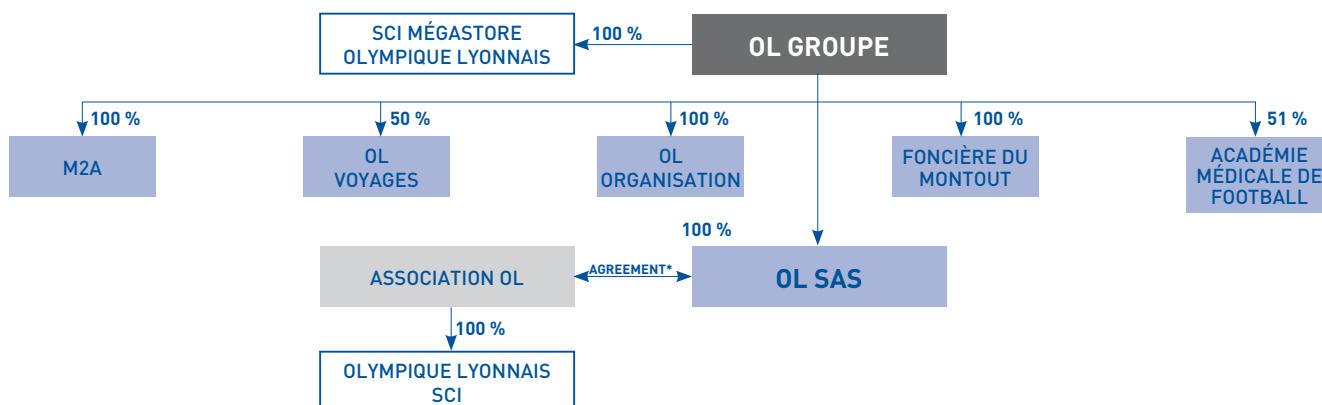 SCI MÉGASTORE
OLYMPIQUE LYONNAIS
100 %
OL GROUPE
100 %
50 %
100 %
100 %
51 %
M2A
OL
VOYAGES
OL
ORGANISATION
FONCIÈRE DU
MONTOUT
ACADÉMIE
MÉDICALE DE
FOOTBALL
100 %
ASSOCIATION OL
AGREEMENT*
OL SAS
100 %
OLYMPIQUE LYONNAIS
SCI